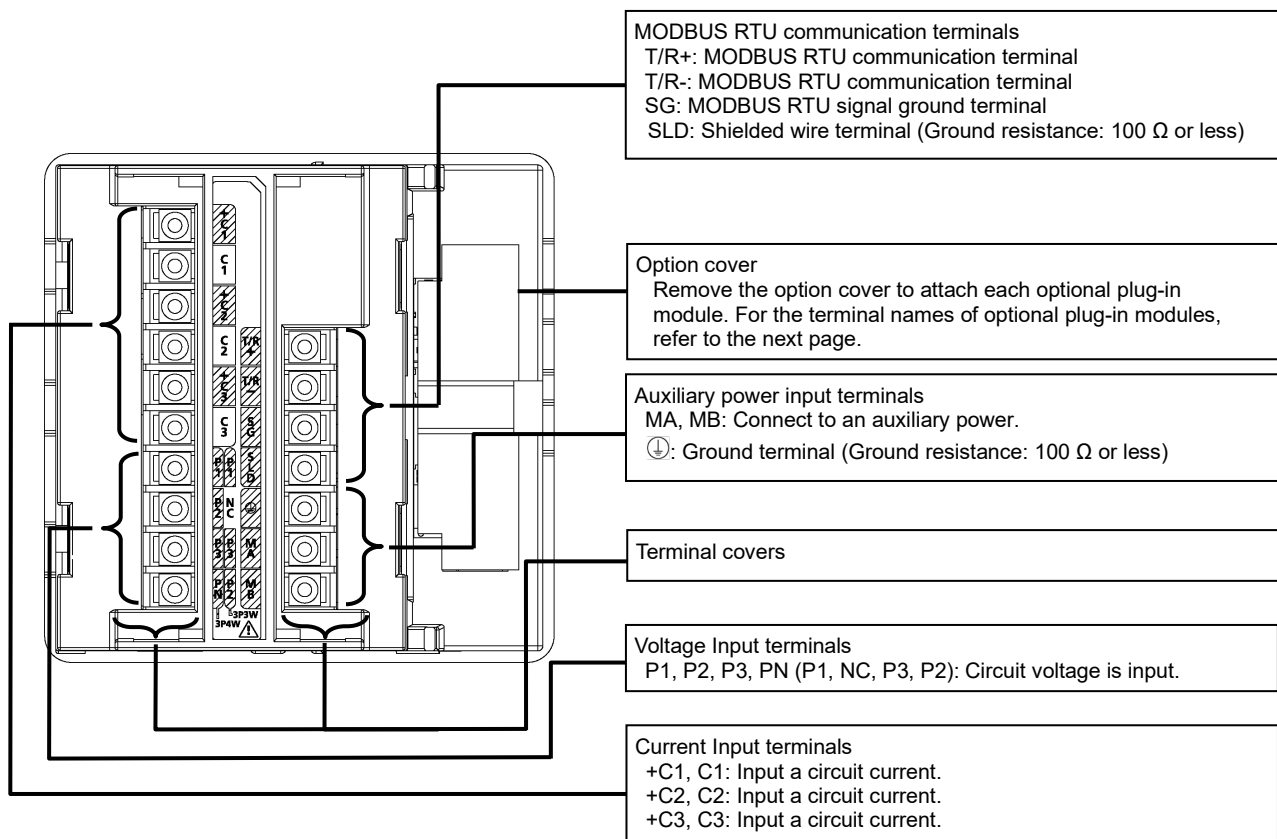 MODBUS RTU communication terminals
T/R+: MODBUS RTU communication terminal
T/R-: MODBUS RTU communication terminal
SG: MODBUS RTU signal ground terminal
SLD: Shielded wire terminal (Ground resistance: 100 Ω or less)
Option cover
Remove the option cover to attach each optional plug-in
module. For the terminal names of optional plug-in modules,
refer to the next page.
Auxiliary power input terminals
MA, MB: Connect to an auxiliary power.
⏚: Ground terminal (Ground resistance: 100 Ω or less)
Terminal covers
Voltage Input terminals
P1, P2, P3, PN (P1, NC, P3, P2): Circuit voltage is input.
Current Input terminals
+C1, C1: Input a circuit current.
+C2, C2: Input a circuit current.
+C3, C3: Input a circuit current.
+C1
C1
+C2
C2 T/R+
+C3 T/R-
C3 SG
P1 P1 SLD
P2 NC ⏚
P3 P3 MA
PN P2 MB
3P3W
3P4W